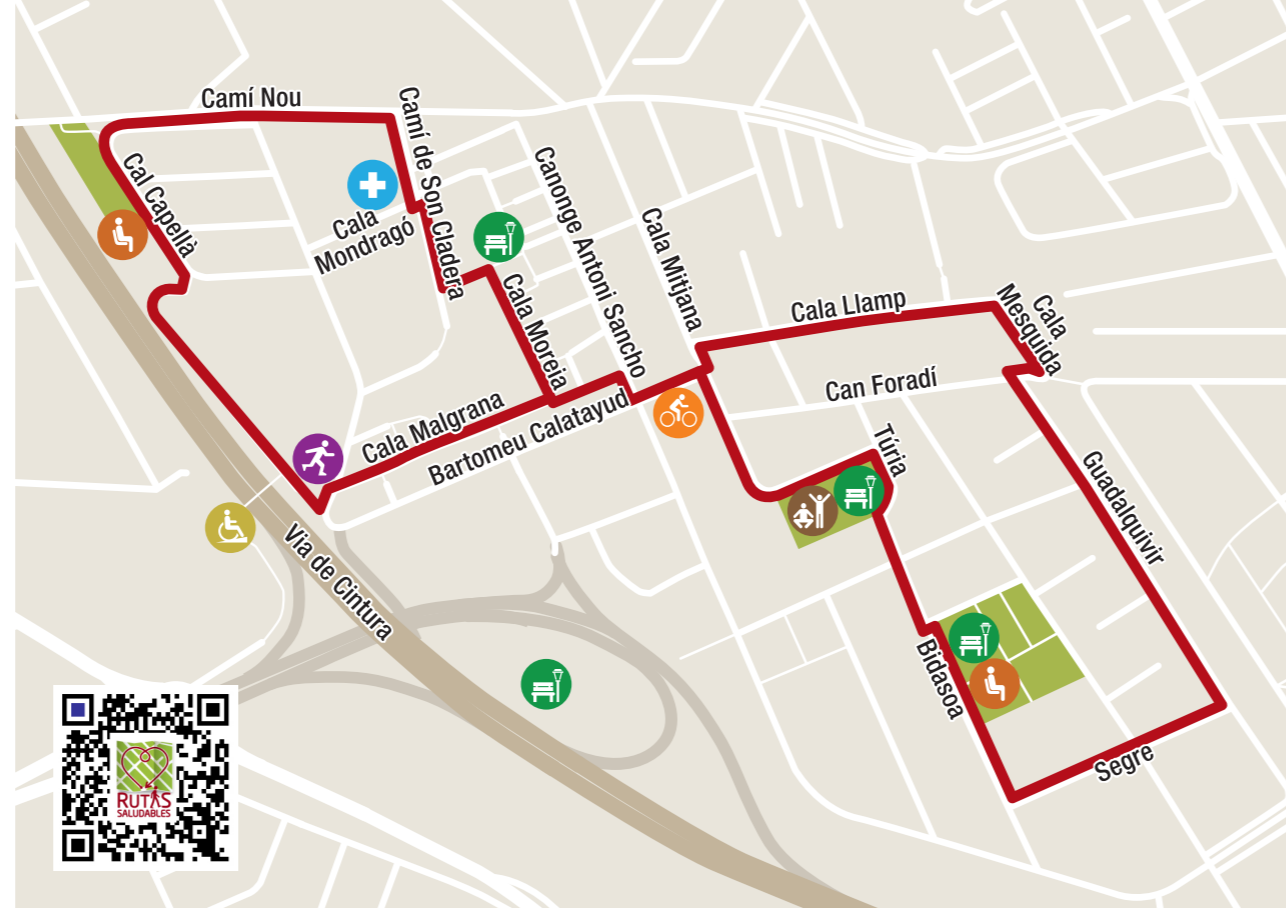 Camí Nou
Camí de Son Cladera
Cal Capellà
Cala
Mondragó
Canonge Antoni Sancho
Cala Mitjana
Cala Moreia
Cala Llamp
Cala
Mesquida
Can Foradí
Cala Malgrana
Bartomeu Calatayud
Túria
Guadalquivir
Via de Cintura
Bidasoa
Segre
RUTAS
SALUDABLES